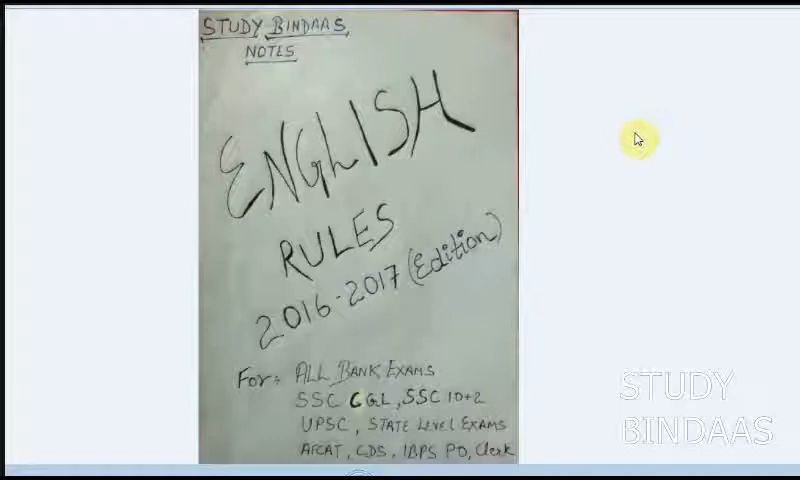 STUDY BINDAAS
NOTES
ENGLISH
RULES
2016-2017 (Edition)
For:- ALL BANK EXAMS
SSC CGL, SSC 10+2
UPSC, STATE LEVEL EXAMS
AFCAT, CDS, IBPS PO, Clerk
STUDY
BINDAAS